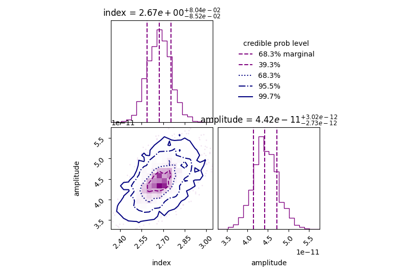 index = 2.67e+00+8.04e−02−8.52e−02
credible prob level
68.3% marginal
39.3%
68.3%
95.5%
99.7%
1e−11
amplitude = 4.42e−11+3.02e−12−2.73e−12
amplitude
5.5
5.0
4.5
4.0
3.5
2.40
2.55
2.70
2.85
3.00
index
3.5
4.0
4.5
5.0
5.5
1e−11
amplitude